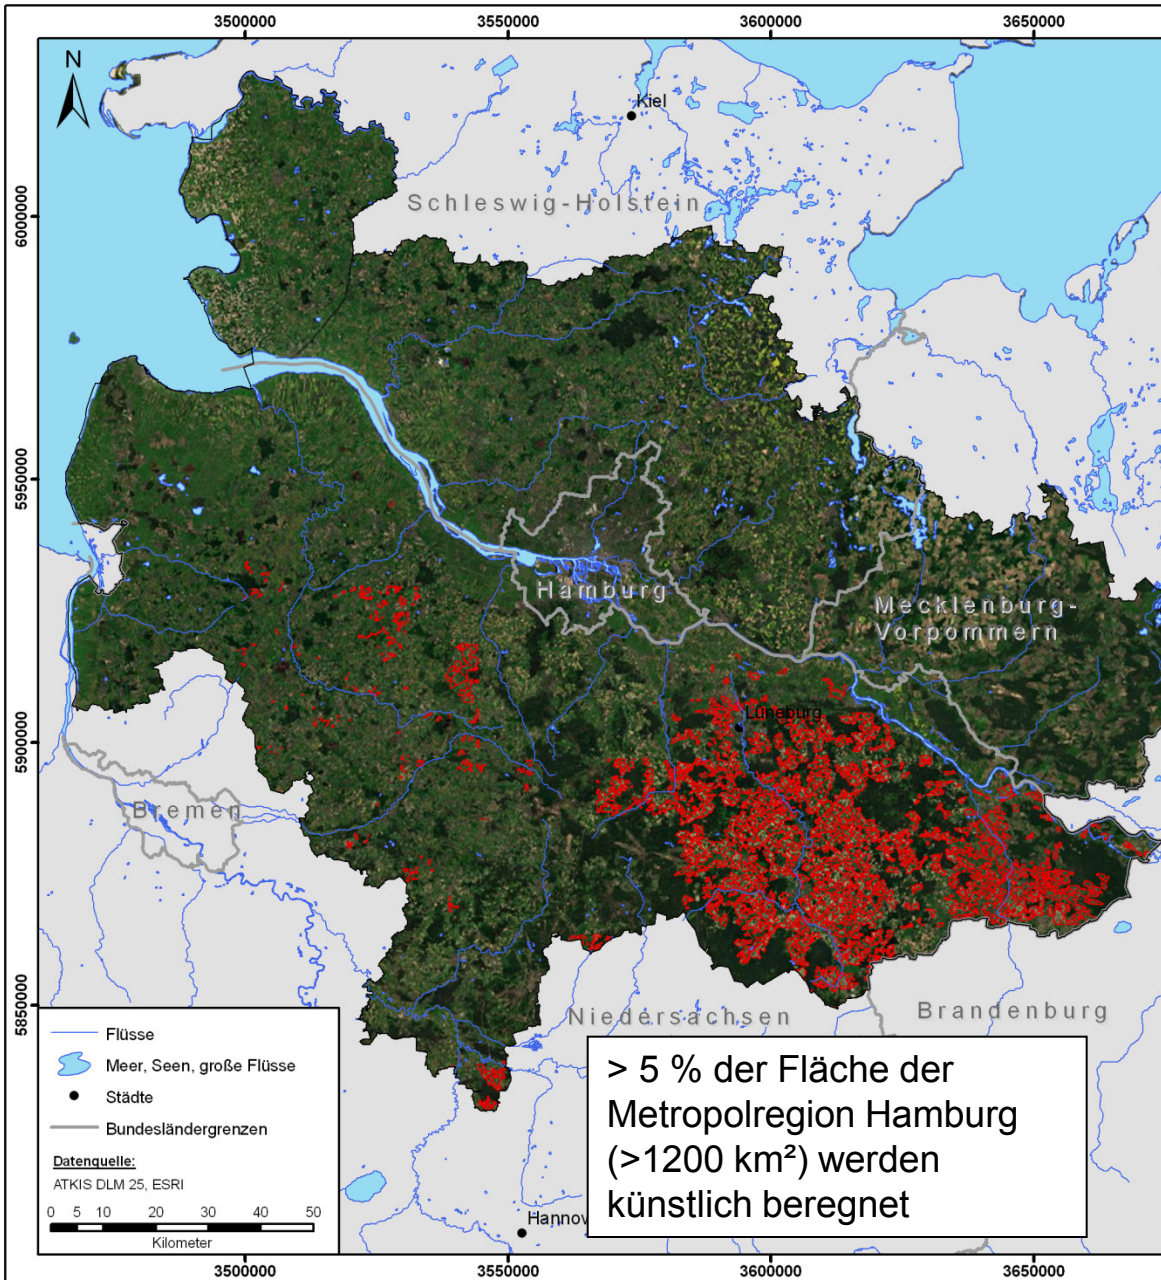 3500000 3550000 3600000 3650000
N
Kiel
Schleswig-Holstein
6000000
5950000
Hamburg
Mecklenburg-
Vorpommern
Lüneburg
5900000
Bremen
5850000
Niedersachsen
Brandenburg
Flüsse
Meer, Seen, große Flüsse
Städte
Bundesländergrenzen
Datenquelle:
ATKIS DLM 25, ESRI
0 5 10 20 30 40 50
Kilometer
> 5 % der Fläche der
Metropolregion Hamburg
(>1200 km²) werden
künstlich beregnet
Hannov
3500000 3550000 3600000 3650000